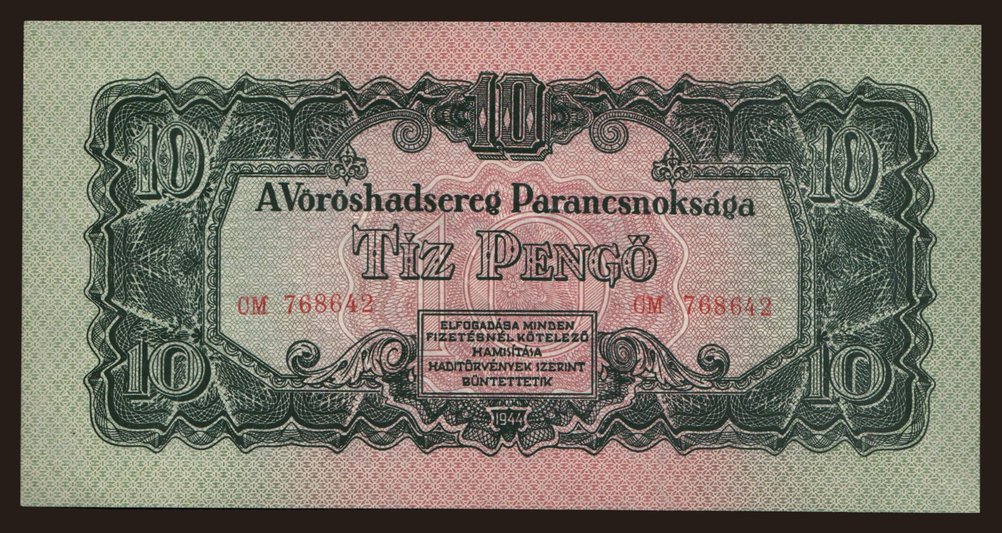 10
10 10
A Vöröshadsereg Parancsnoksága
Tíz Pengő
10
CM 768642 CM 768642
ELFOGADÁSA MINDEN
FIZETÉSNÉL KÖTELEZŐ
HAMISÍTÁSA
HADITÖRVÉNYEK SZERINT
BÜNTETTETIK
10 10
1944